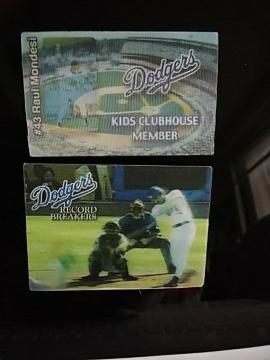 #43 Raul Mondesi
Dodgers
KIDS CLUBHOUSE
MEMBER
Dodgers
RECORD
BREAKERS